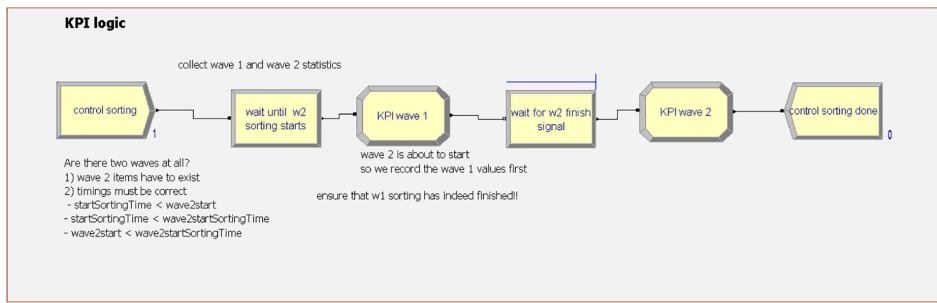 KPI logic
collect wave 1 and wave 2 statistics
control sorting
1
wait until w2
sorting starts
KPI wave 1
wait for w2 finish
signal
KPI wave 2
control sorting done
0
wave 2 is about to start
so we record the wave 1 values first
Are there two waves at all?
1) wave 2 items have to exist
2) timings must be correct
- startSortingTime < wave2start
- startSortingTime < wave2startSortingTime
- wave2start < wave2startSortingTime
ensure that w1 sorting has indeed finished!!